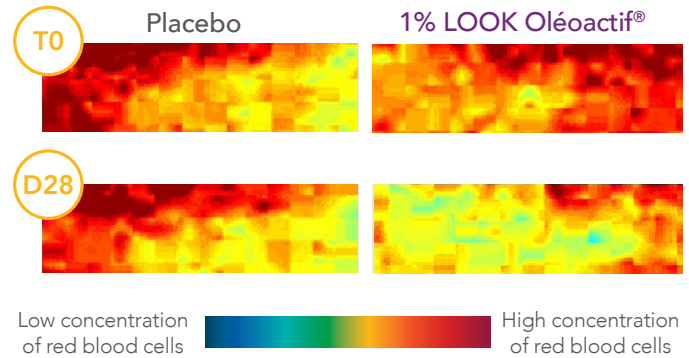 Placebo
1% LOOK Oléoactif®
T0
D28
Low concentration
of red blood cells
High concentration
of red blood cells